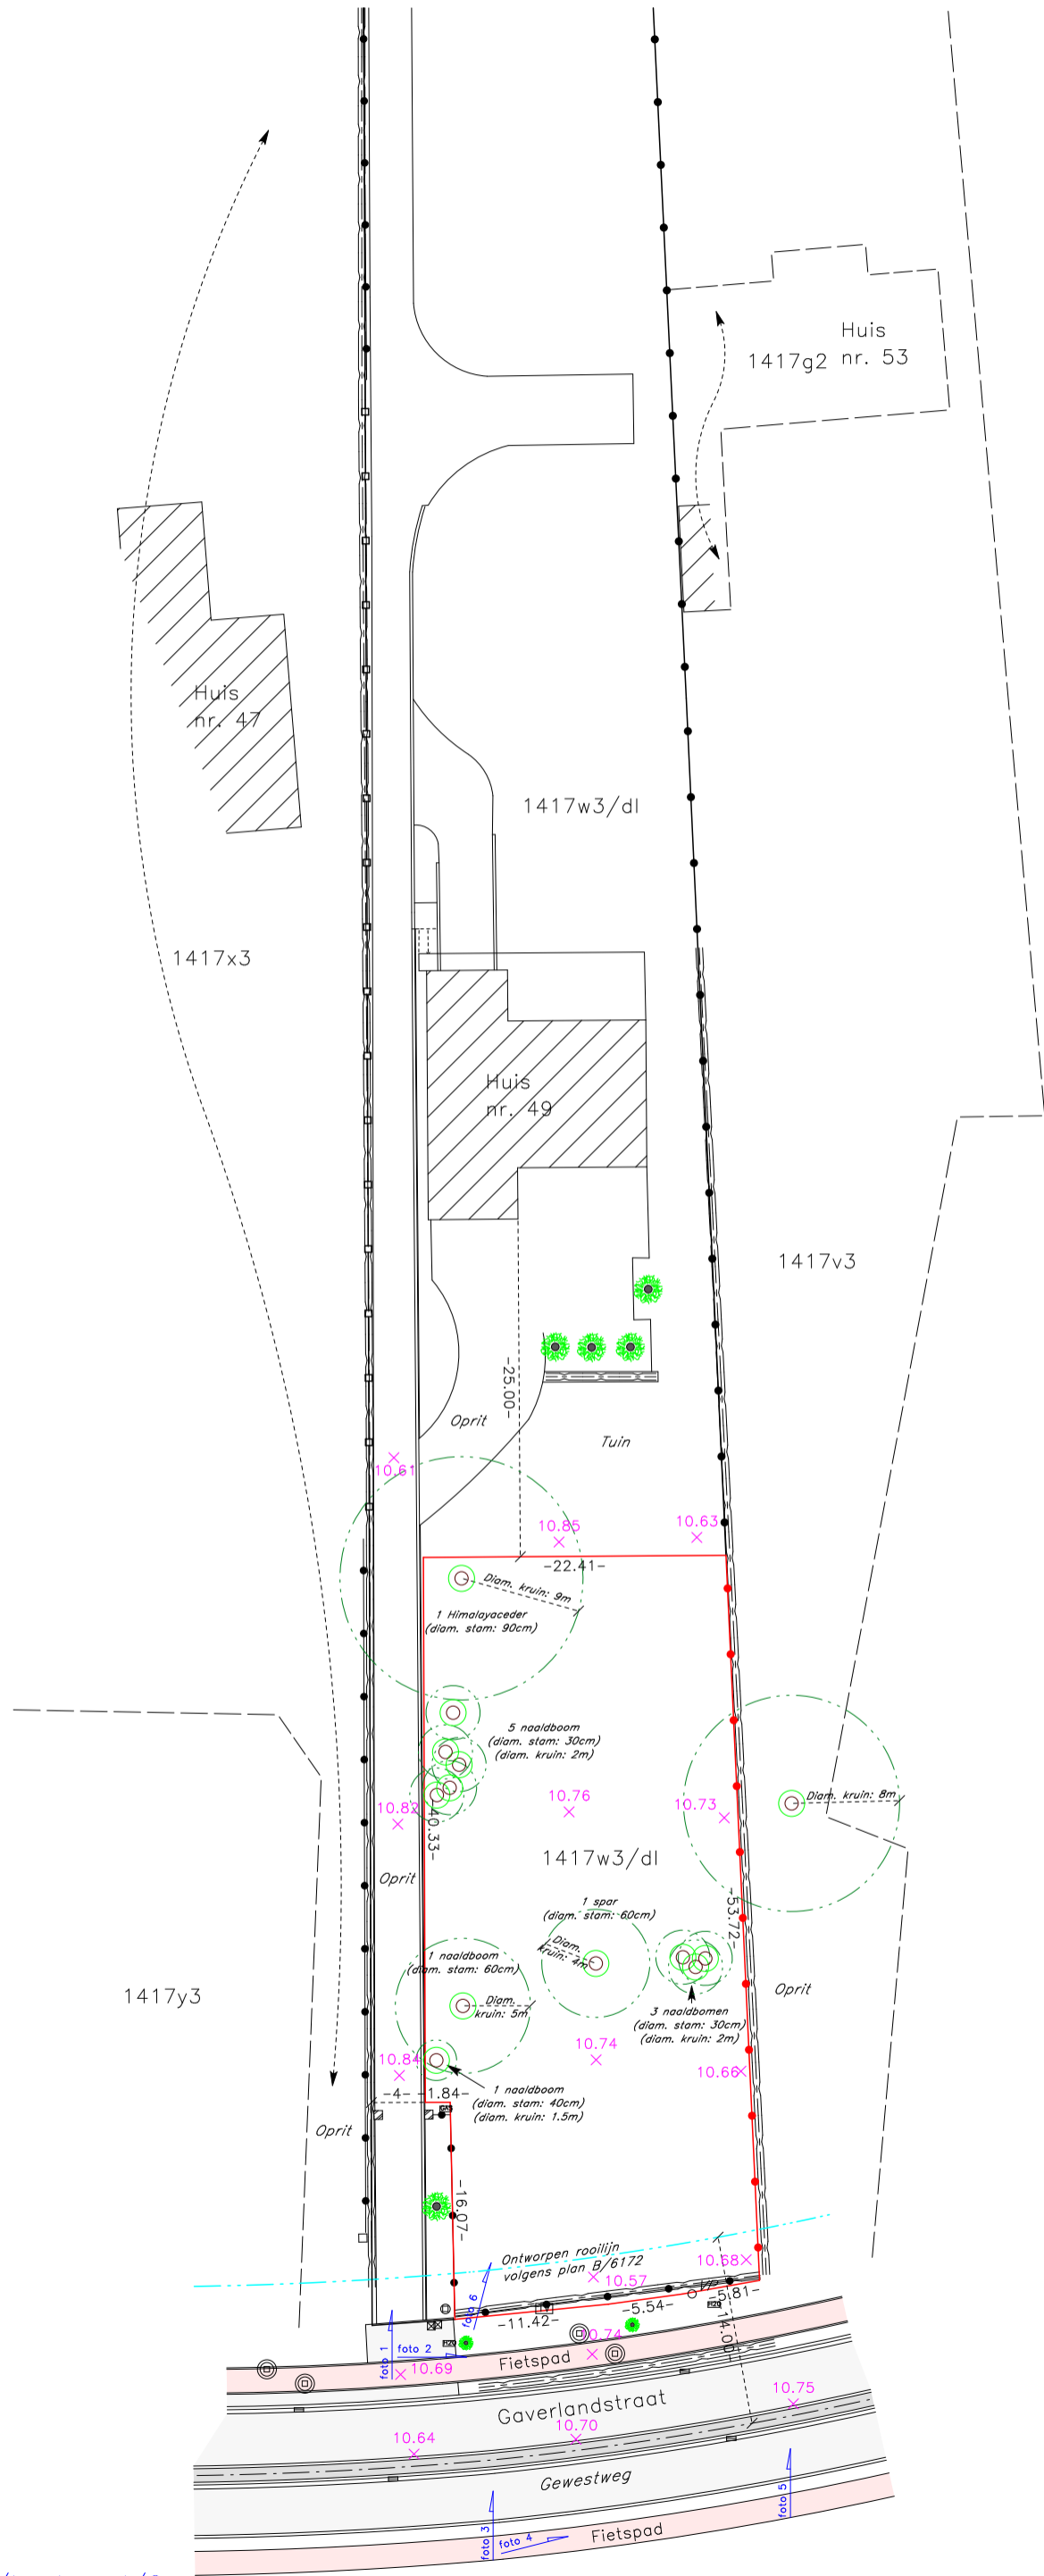 Huis
nr. 53
1417g2
Huis
nr. 47
1417w3/dl
1417x3
Huis
nr. 49
1417v3
-25.00-
Oprit
Tuin
10.61
10.85
10.63
-22.41-
Diam. kruin: 9m
1 Himalayaceder
(diam. stam: 90cm)
5 naaldboom
(diam. stam: 30cm)
(diam. kruin: 2m)
Diam. kruin: 8m
10.82
10.76
10.73
40.33-
1417w3/dl
Oprit
1 spar
(diam. stam: 60cm)
-53.72-
Diam.
kruin: 4m
1 naaldboom
(diam. stam: 60cm)
Diam.
kruin: 5m
1417y3
Oprit
3 naaldbomen
(diam. stam: 30cm)
(diam. kruin: 2m)
10.84
10.74
10.66
-4-
-1.84-
1 naaldboom
(diam. stam: 40cm)
(diam. kruin: 1.5m)
Oprit
-16.07-
Ontworpen rooilijn
volgens plan B/6172
10.68
10.57
VP
-5.81-
-5.54-
-11.42-
H2O
-14.00-
foto 6
foto 1
foto 2
H2O
10.74
10.69
Fietspad
Gaverlandstraat
10.75
10.64
10.70
Gewestweg
foto 3
foto 4
foto 5
Fietspad